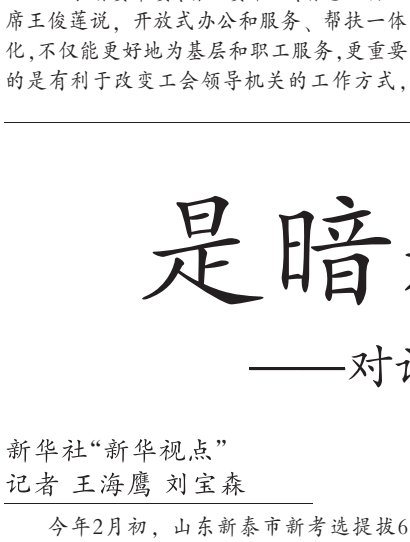 席王俊莲说，开放式办公和服务、帮扶一体
化，不仅能更好地为基层和职工服务，更重要
的是有利于改变工会领导机关的工作方式，
是暗
——对
新华社“新华视点”
记者 王海鹰 刘宝森
今年2月初，山东新泰市新考选提拔6